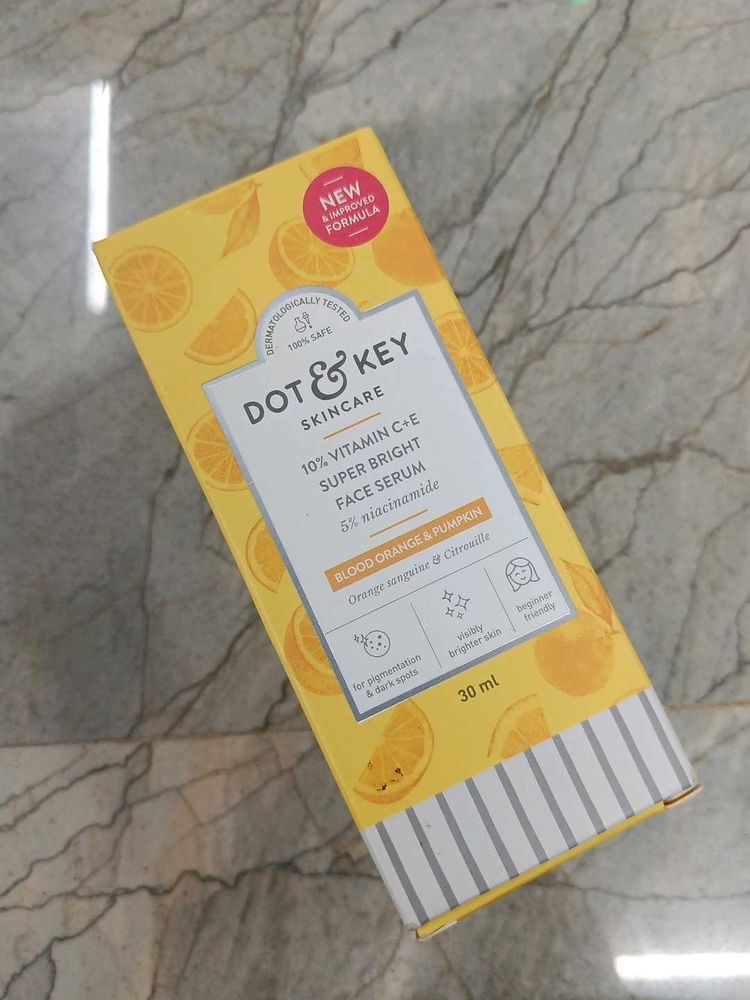 NEW
& IMPROVED
FORMULA
DERMATOLOGICALLY TESTED
100% SAFE
DOT & KEY
SKINCARE
10% VITAMIN C+E
SUPER BRIGHT
FACE SERUM
5% niacinamide
BLOOD ORANGE & PUMPKIN
Orange sanguine & Citrouille
for pigmentation
& dark spots
visibly
brighter skin
beginner
friendly
30 ml